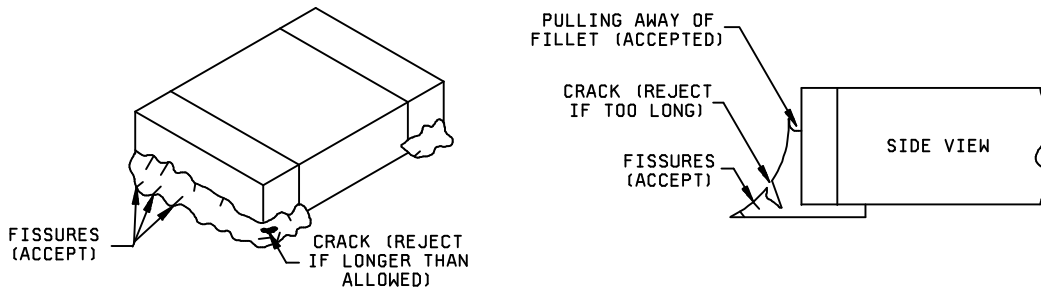 FISSURES
(ACCEPT)
CRACK (REJECT
IF LONGER THAN
ALLOWED)
PULLING AWAY OF
FILLET (ACCEPTED)
CRACK (REJECT
IF TOO LONG)
FISSURES
(ACCEPT)
SIDE VIEW